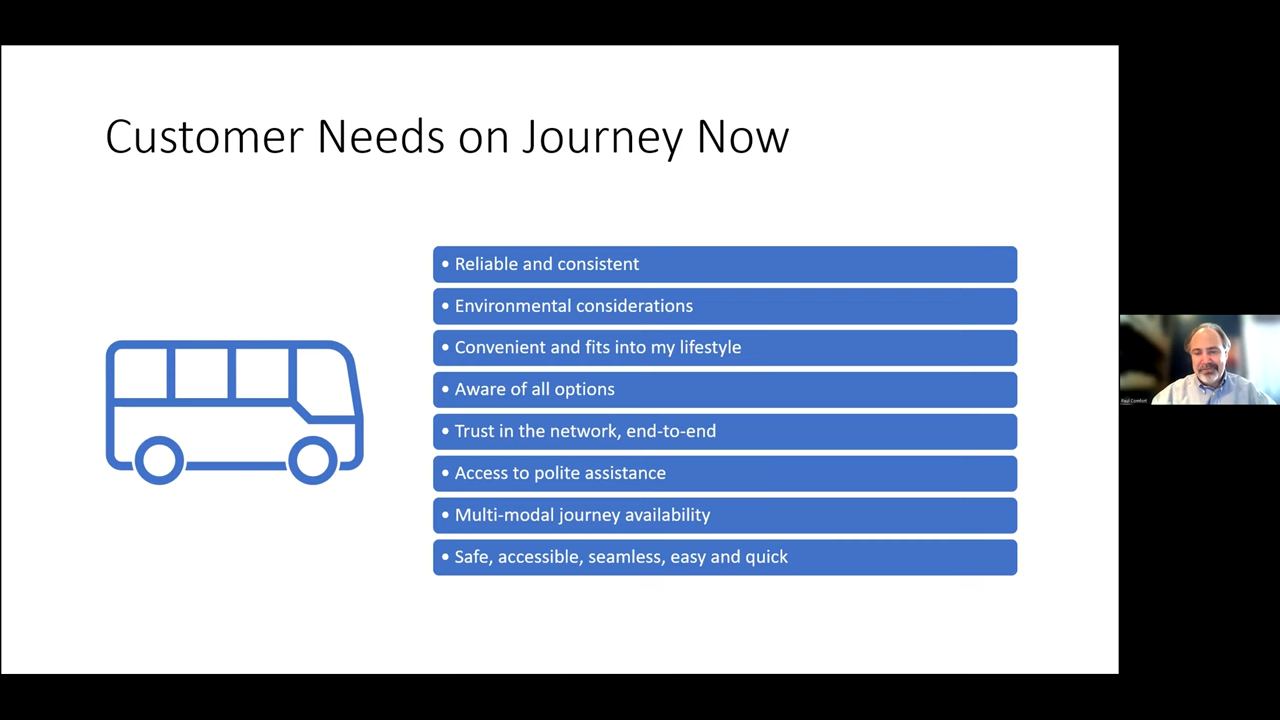 Customer Needs on Journey Now
• Reliable and consistent
• Environmental considerations
• Convenient and fits into my lifestyle
• Aware of all options
• Trust in the network, end-to-end
• Access to polite assistance
• Multi-modal journey availability
• Safe, accessible, seamless, easy and quick
Paul Comfort